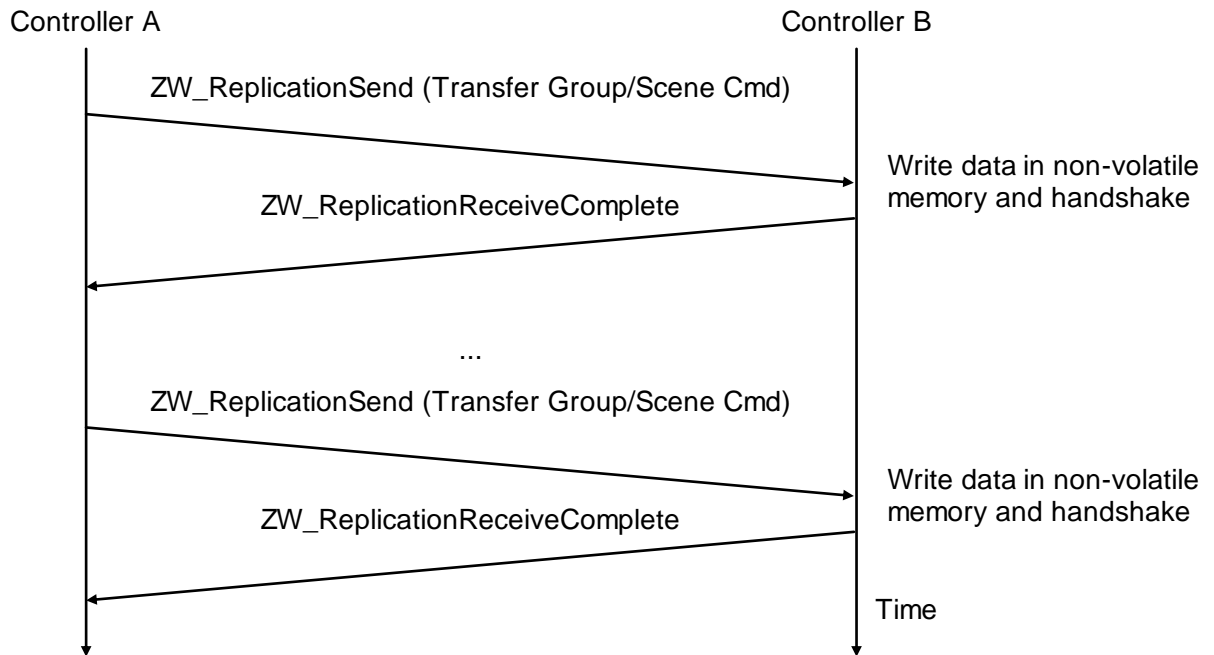 Controller A
Controller B
ZW_ReplicationSend (Transfer Group/Scene Cmd)
Write data in non-volatile
memory and handshake
ZW_ReplicationReceiveComplete
...
ZW_ReplicationSend (Transfer Group/Scene Cmd)
Write data in non-volatile
memory and handshake
ZW_ReplicationReceiveComplete
Time